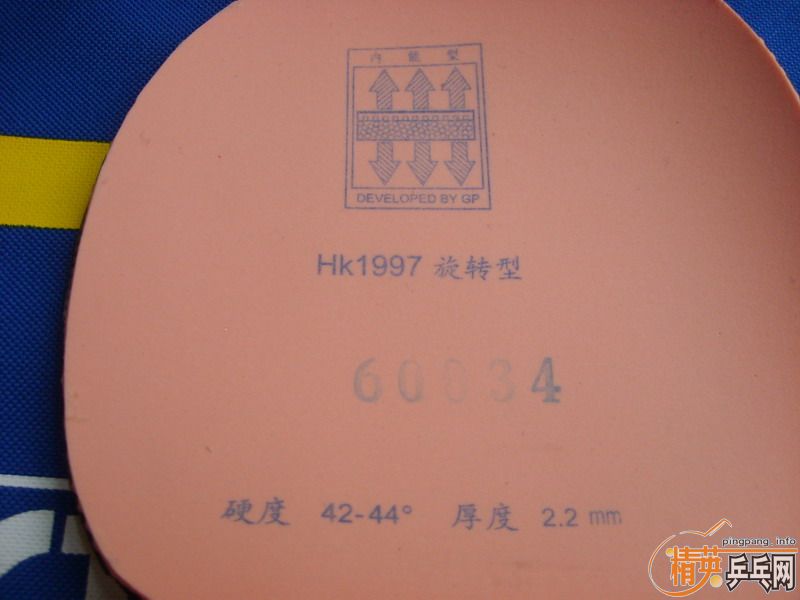 内 能 型
DEVELOPED BY GP
Hk1997 旋转型
60034
硬度 42-44° 厚度 2.2 mm
pingpang.info
精英乒乓网